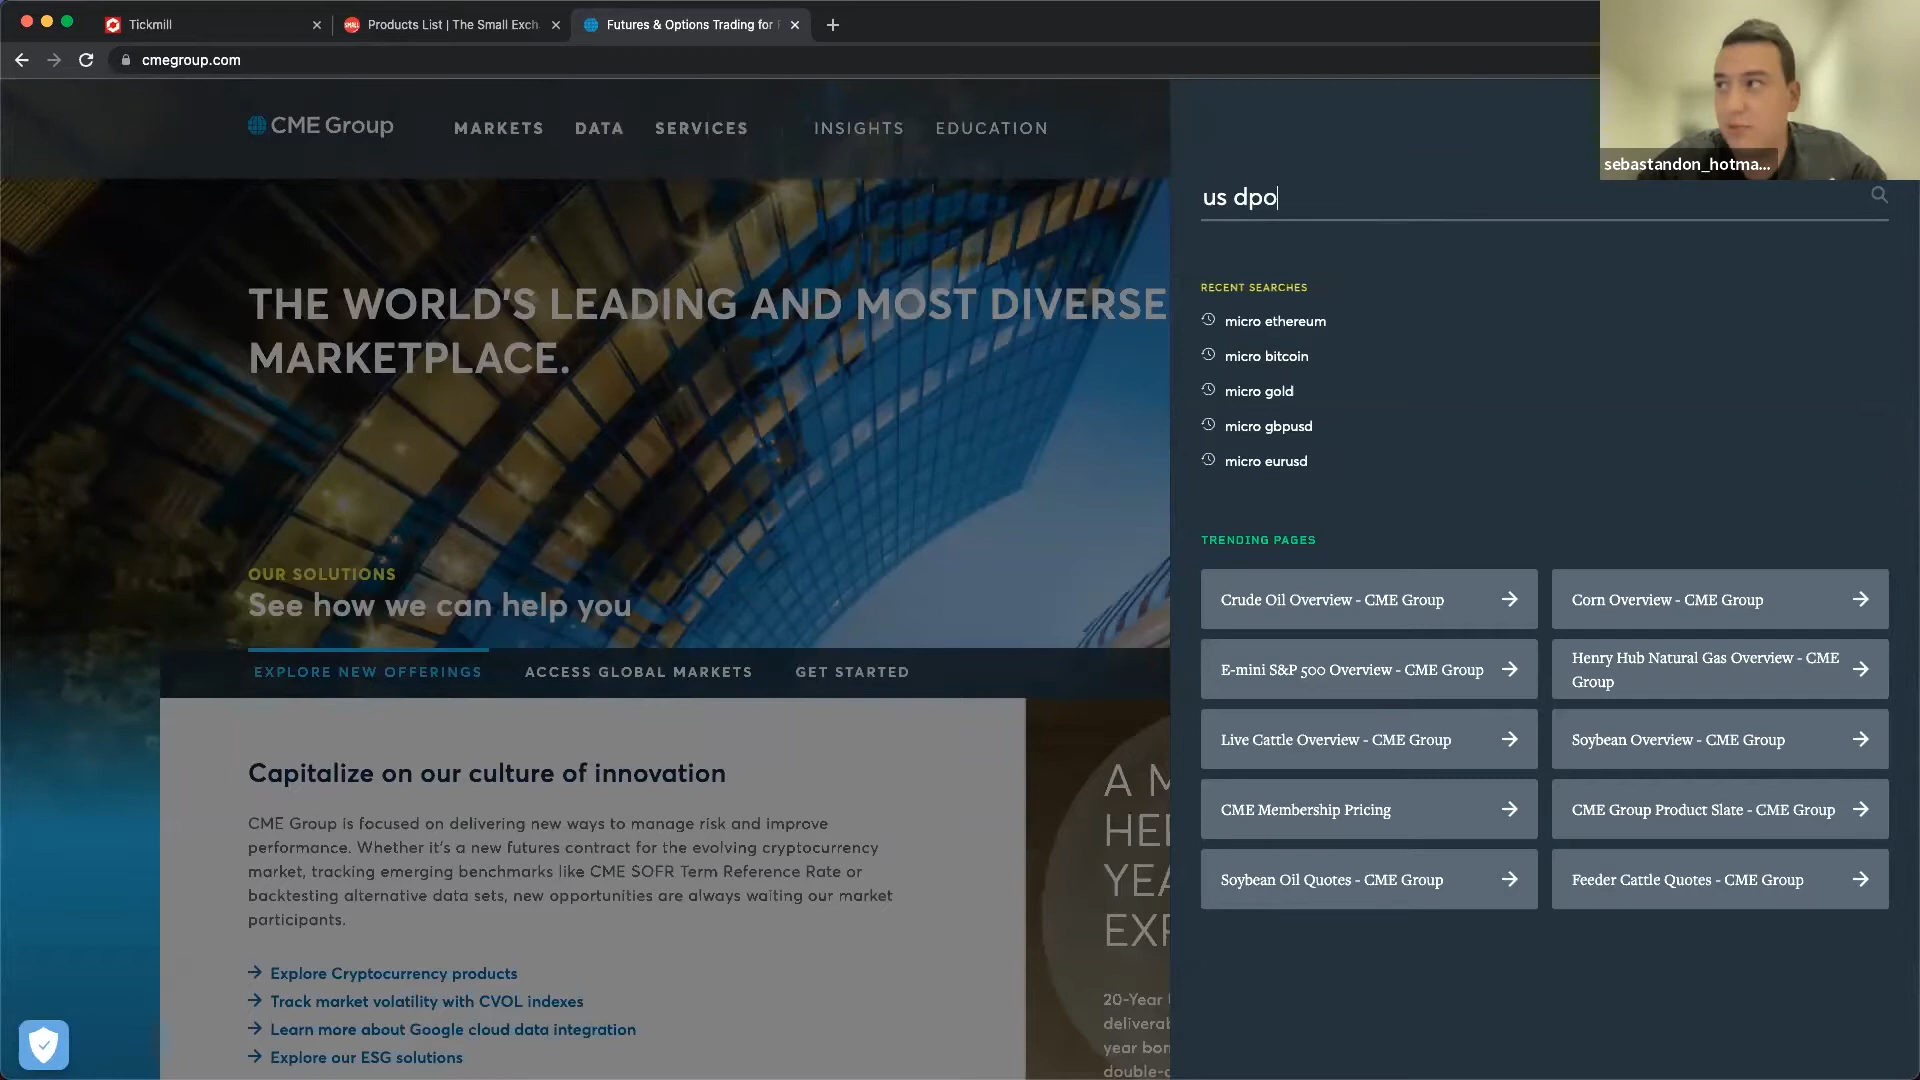 Tickmill
Products List | The Small Exch
Futures & Options Trading for
cmegroup.com
sebastandon_hotma...
CME Group
MARKETS
DATA
SERVICES
INSIGHTS
EDUCATION
us dpo
RECENT SEARCHES
micro ethereum
micro bitcoin
micro gold
micro gbpusd
micro eurusd
THE WORLD'S LEADING AND MOST DIVERSE
MARKETPLACE.
OUR SOLUTIONS
See how we can help you
EXPLORE NEW OFFERINGS
ACCESS GLOBAL MARKETS
GET STARTED
TRENDING PAGES
Crude Oil Overview - CME Group
Corn Overview - CME Group
E-mini S&P 500 Overview - CME Group
Henry Hub Natural Gas Overview - CME
Group
Live Cattle Overview - CME Group
Soybean Overview - CME Group
CME Membership Pricing
CME Group Product Slate - CME Group
Soybean Oil Quotes - CME Group
Feeder Cattle Quotes - CME Group
Capitalize on our culture of innovation
CME Group is focused on delivering new ways to manage risk and improve
performance. Whether it's a new futures contract for the evolving cryptocurrency
market, tracking emerging benchmarks like CME SOFR Term Reference Rate or
backtesting alternative data sets, new opportunities are always waiting our market
participants.
Explore Cryptocurrency products
Track market volatility with CVOL indexes
Learn more about Google cloud data integration
Explore our ESG solutions
A M
HE
YEA
EXP
20-Year
deliverab
year bon
double-